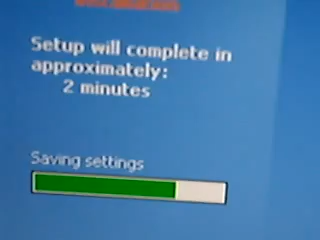 Setup will complete in
approximately:
2 minutes
Saving settings